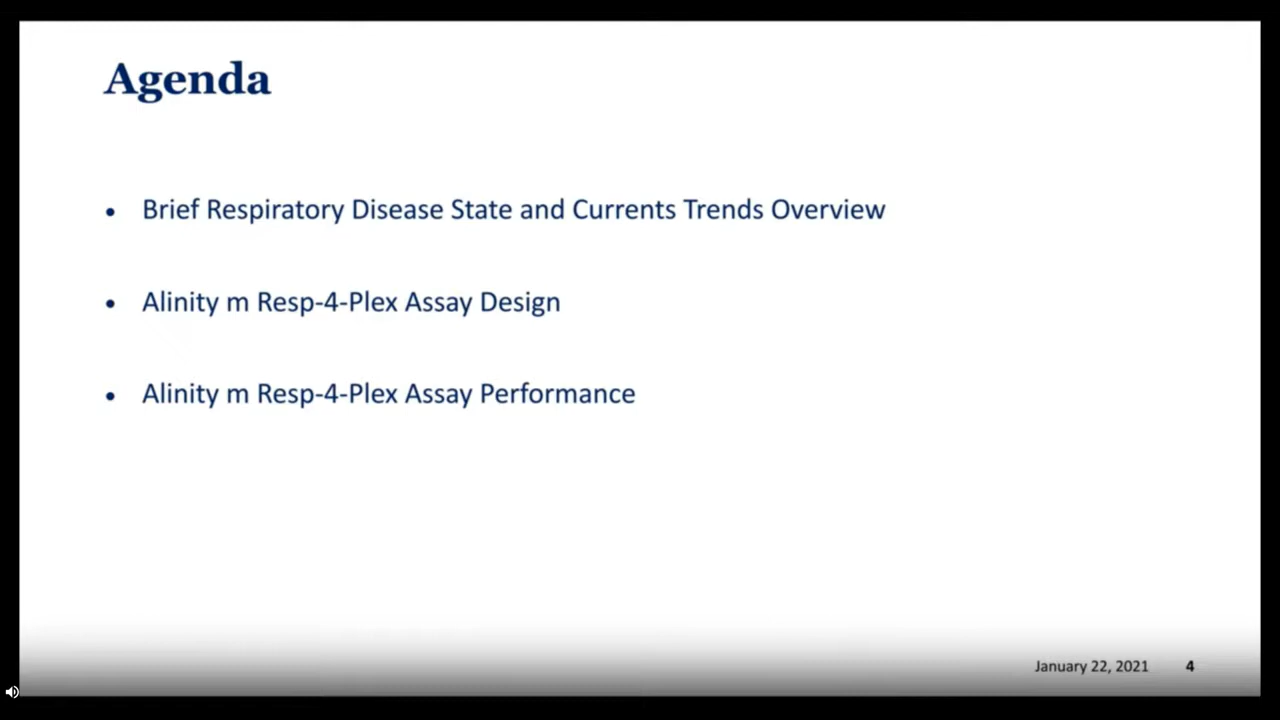 Agenda
• Brief Respiratory Disease State and Currents Trends Overview
• Alinity m Resp-4-Plex Assay Design
• Alinity m Resp-4-Plex Assay Performance
January 22, 2021 4